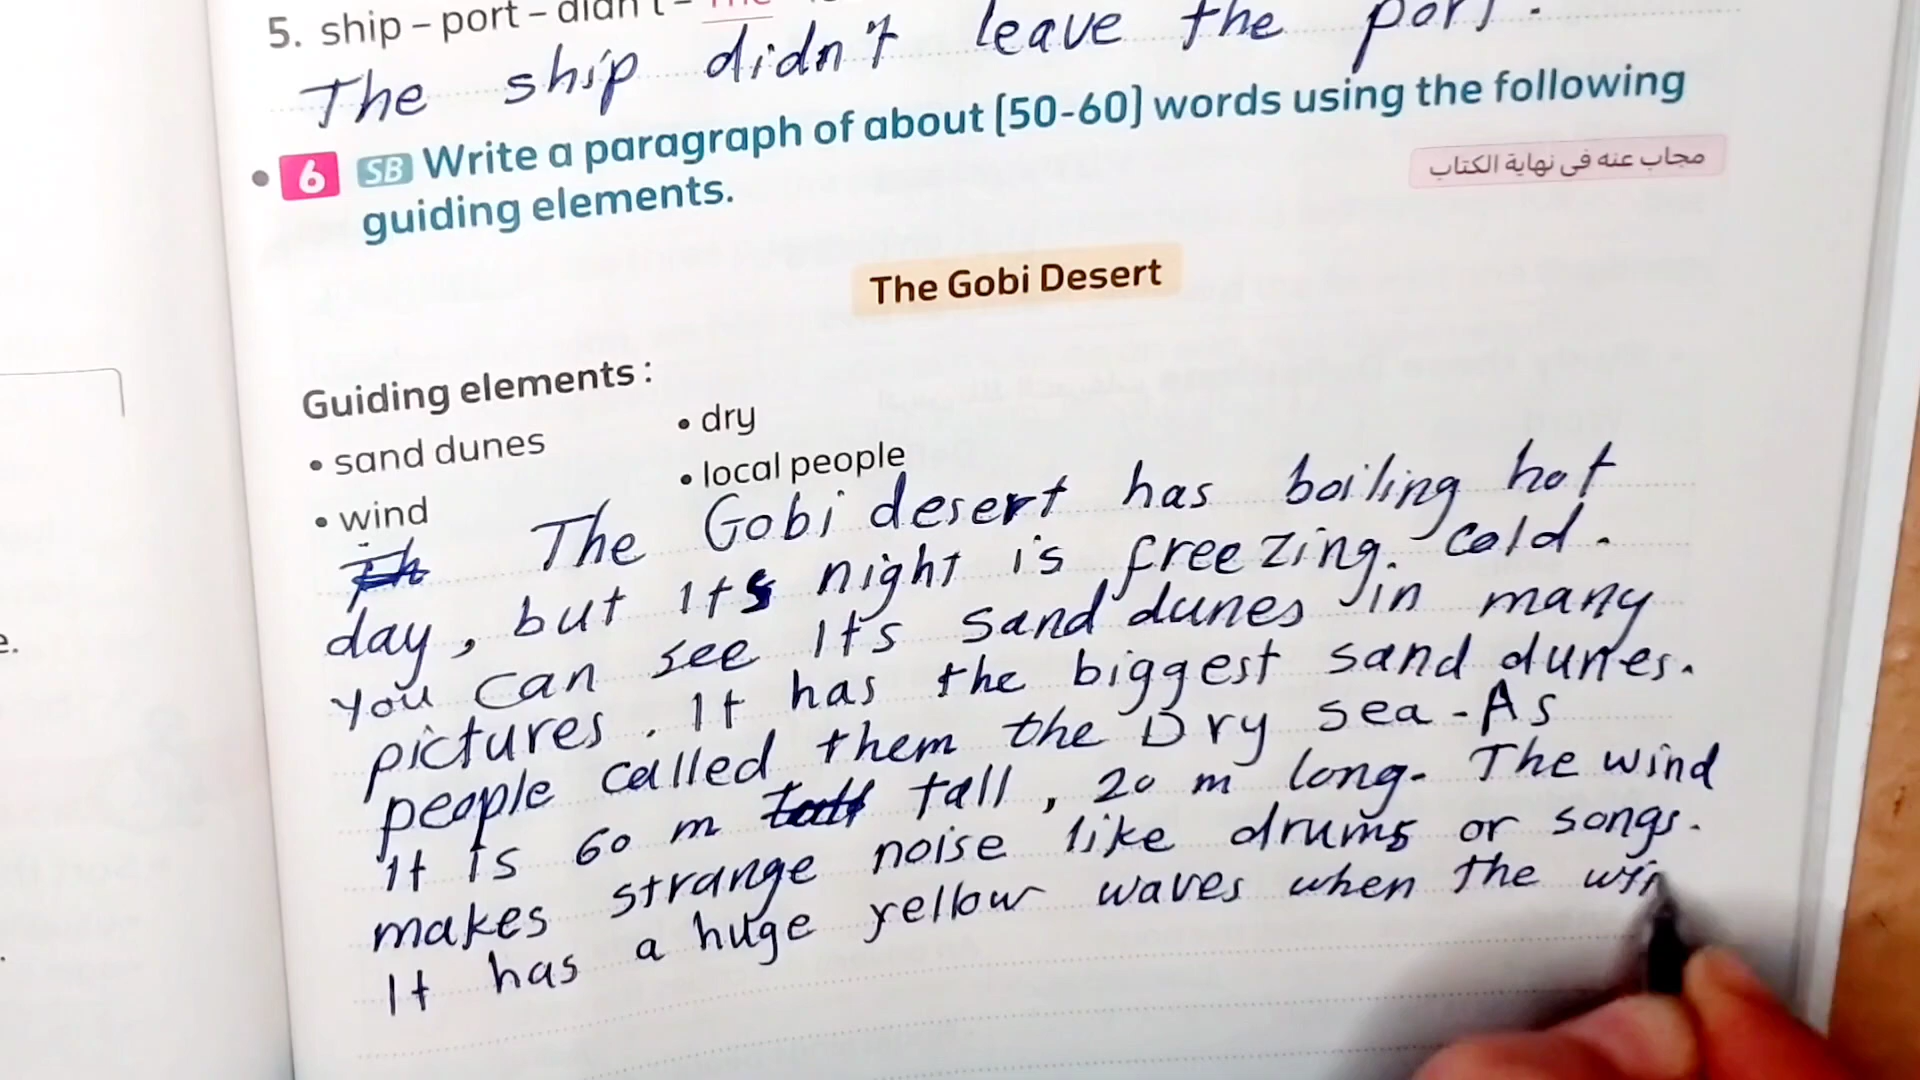 5. ship – port – didn't –
The ship didn't leave the port.
6 SB Write a paragraph of about [50-60] words using the following
guiding elements.
مجاب عنه فى نهاية الكتاب
The Gobi Desert
Guiding elements :
• sand dunes
• dry
• wind
• local people
The Gobi desert has boiling hot
day, but its night is freezing. cold.
you can see its sand dunes in many
pictures. It has the biggest sand dunes.
people called them the Dry sea. As
it is 60 m tall, 20 m long. The wind
makes strange noise like drums or songs.
It has a huge yellow waves when the
e.